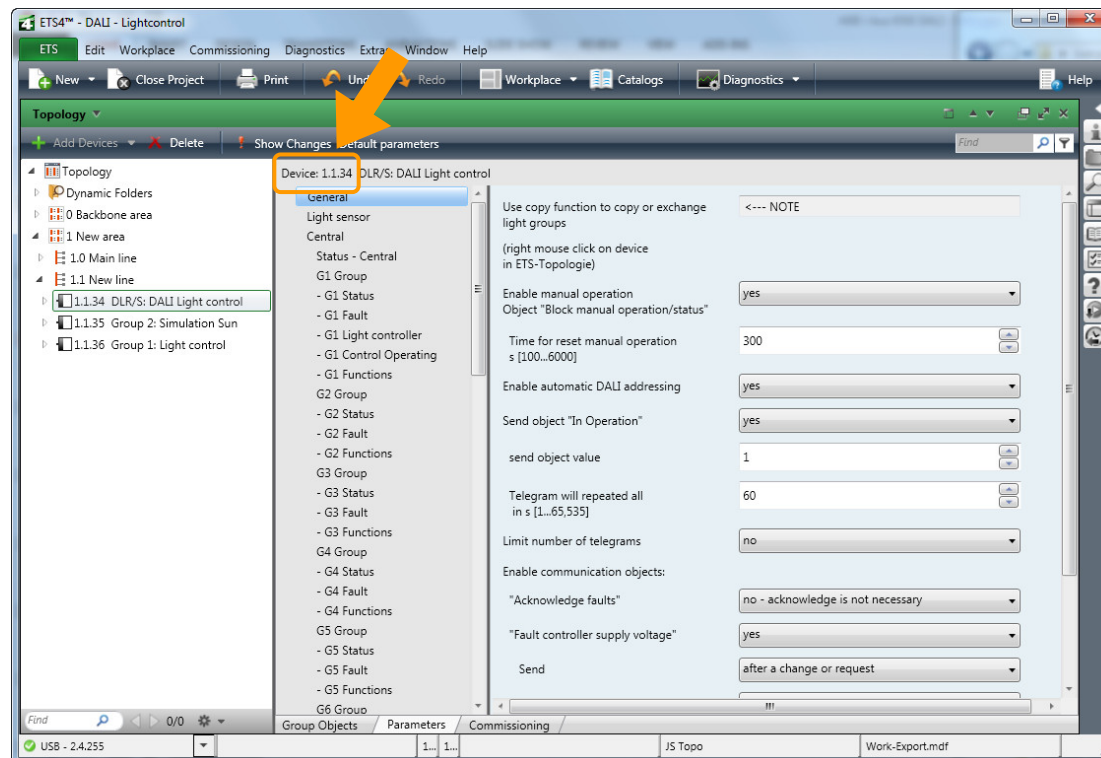 ETS4™ - DALI - Lightcontrol
ETS Edit Workplace Commissioning Diagnostics Extras Window Help
New Close Project Print Undo Redo Workplace Catalogs Diagnostics Help
Topology
Add Devices Delete Show Changes Default parameters Find
Topology
Dynamic Folders
0 Backbone area
1 New area
1.0 Main line
1.1 New line
1.1.34 DLR/S: DALI Light control
1.1.35 Group 2: Simulation Sun
1.1.36 Group 1: Light control
Find 0/0
Device: 1.1.34 DLR/S: DALI Light control
General
Light sensor
Central
Status - Central
G1 Group
- G1 Status
- G1 Fault
- G1 Light controller
- G1 Control Operating
- G1 Functions
G2 Group
- G2 Status
- G2 Fault
- G2 Functions
G3 Group
- G3 Status
- G3 Fault
- G3 Functions
G4 Group
- G4 Status
- G4 Fault
- G4 Functions
G5 Group
- G5 Status
- G5 Fault
- G5 Functions
G6 Group
Use copy function to copy or exchange <--- NOTE
light groups
(right mouse click on device
in ETS-Topologie)
Enable manual operation yes
Object "Block manual operation/status"
Time for reset manual operation 300
s [100...6000]
Enable automatic DALI addressing yes
Send object "In Operation" yes
send object value 1
Telegram will repeated all 60
in s [1...65,535]
Limit number of telegrams no
Enable communication objects:
"Acknowledge faults" no - acknowledge is not necessary
"Fault controller supply voltage" yes
Send after a change or request
Group Objects Parameters Commissioning
USB - 2.4.255 1... 1... JS Topo Work-Export.mdf